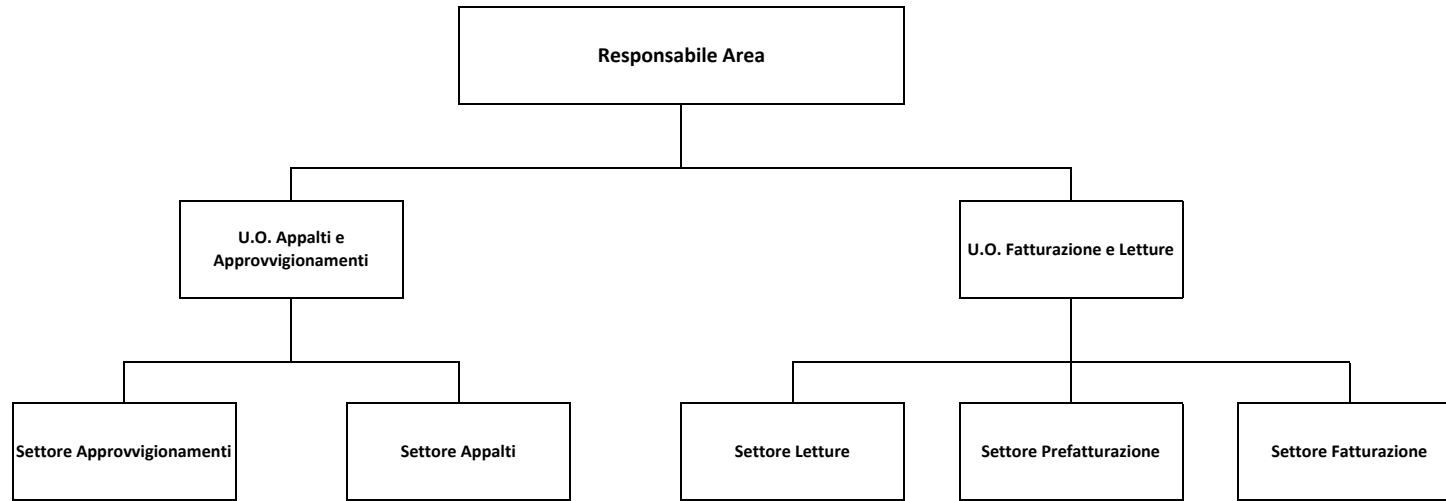 Responsabile Area
U.O. Appalti e
Approvvigionamenti
U.O. Fatturazione e Letture
Settore Approvvigionamenti
Settore Appalti
Settore Letture
Settore Prefatturazione
Settore Fatturazione